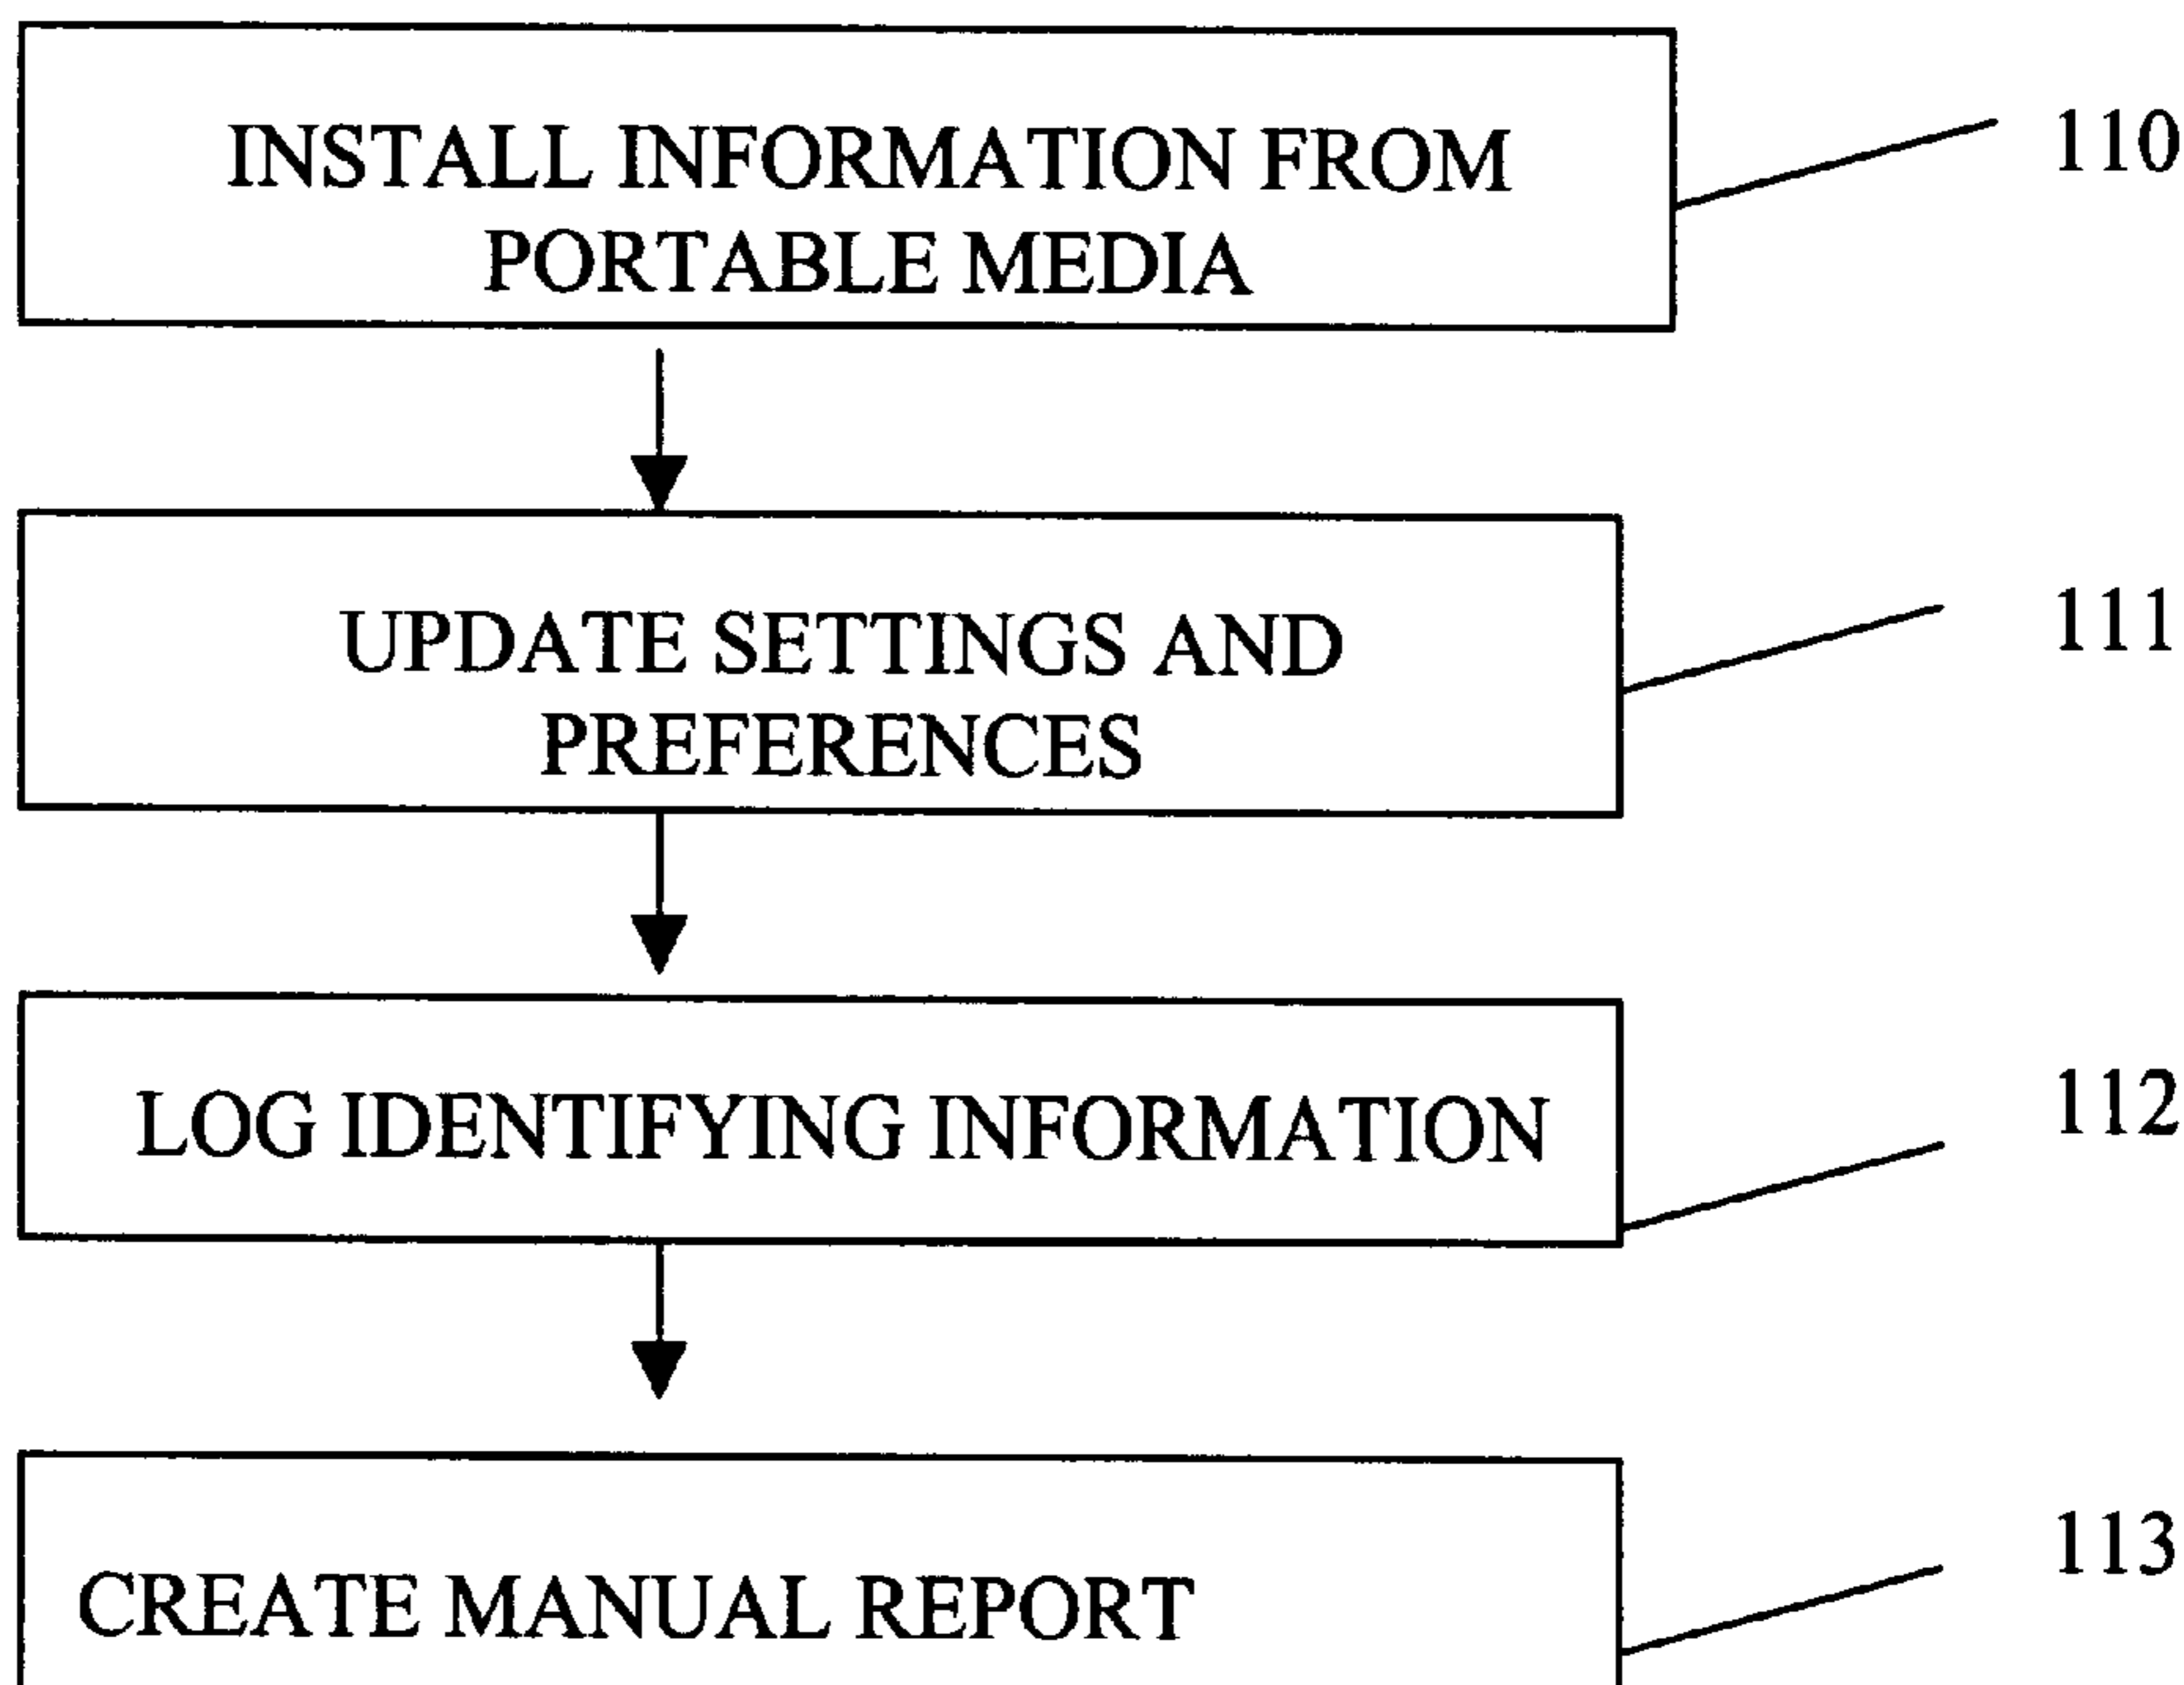 INSTALL INFORMATION FROM
PORTABLE MEDIA
110
UPDATE SETTINGS AND
PREFERENCES
111
LOG IDENTIFYING INFORMATION
112
CREATE MANUAL REPORT
113